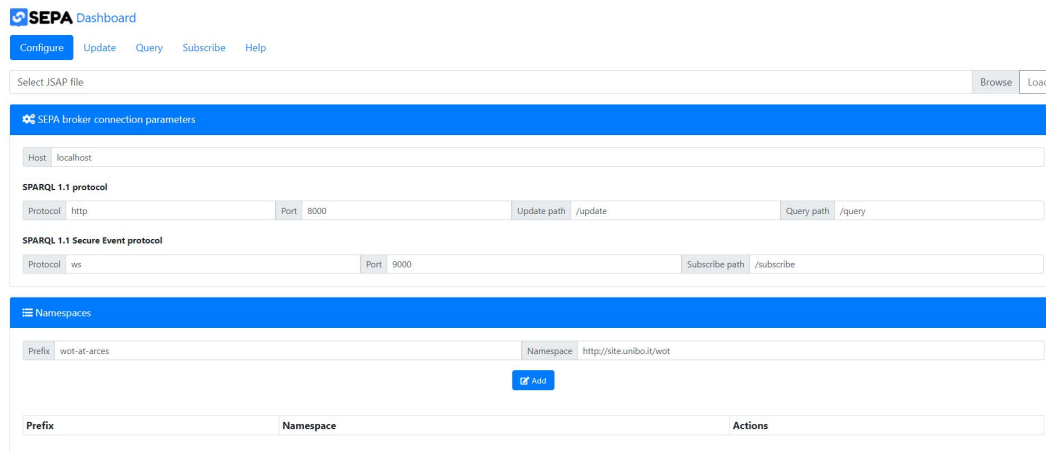 SEPA Dashboard
Configure Update Query Subscribe Help
Select JSAP file Browse Load
SEPA broker connection parameters
Host localhost
SPARQL 1.1 protocol
Protocol http Port 8000 Update path /update Query path /query
SPARQL 1.1 Secure Event protocol
Protocol ws Port 9000 Subscribe path /subscribe
Namespaces
Prefix wot-at-arces Namespace http://site.unibo.it/wot
Add
Prefix Namespace Actions